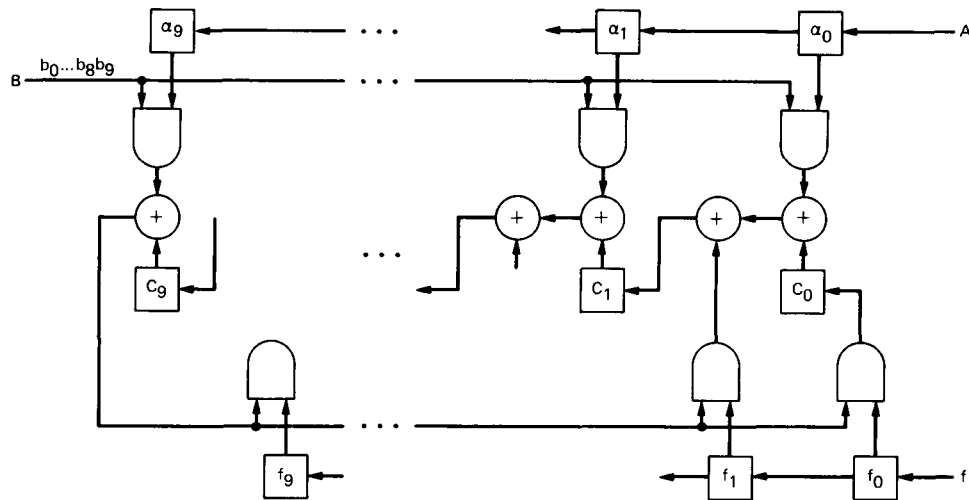 α9 ... α1 α0 A
B b0...b8b9 ...
+ + + + +
... C9 C1 C0
...
f9 f1 f0 f